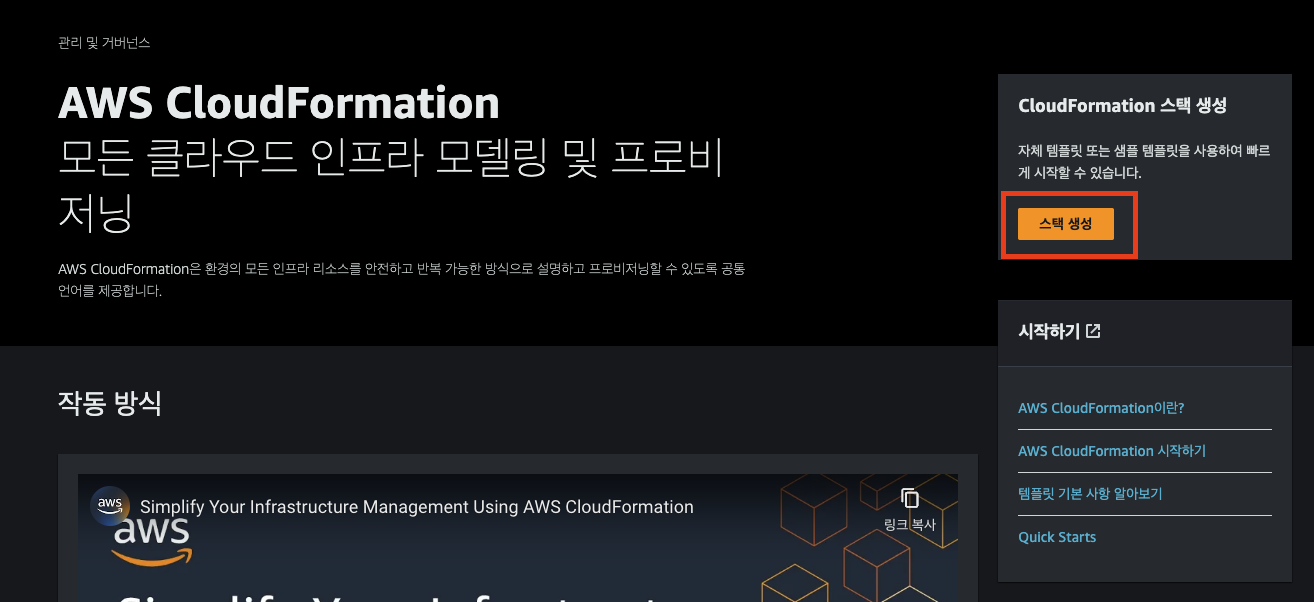 관리 및 거버넌스
AWS CloudFormation
모든 클라우드 인프라 모델링 및 프로비
저닝
AWS CloudFormation은 환경의 모든 인프라 리소스를 안전하고 반복 가능한 방식으로 설명하고 프로비저닝할 수 있도록 공통
언어를 제공합니다.
CloudFormation 스택 생성
자체 템플릿 또는 샘플 템플릿을 사용하여 빠르
게 시작할 수 있습니다.
스택 생성
시작하기
AWS CloudFormation이란?
AWS CloudFormation 시작하기
템플릿 기본 사항 알아보기
Quick Starts
작동 방식
aws
Simplify Your Infrastructure Management Using AWS CloudFormation
링크 복사
aws
Simplify Your Infrastruct